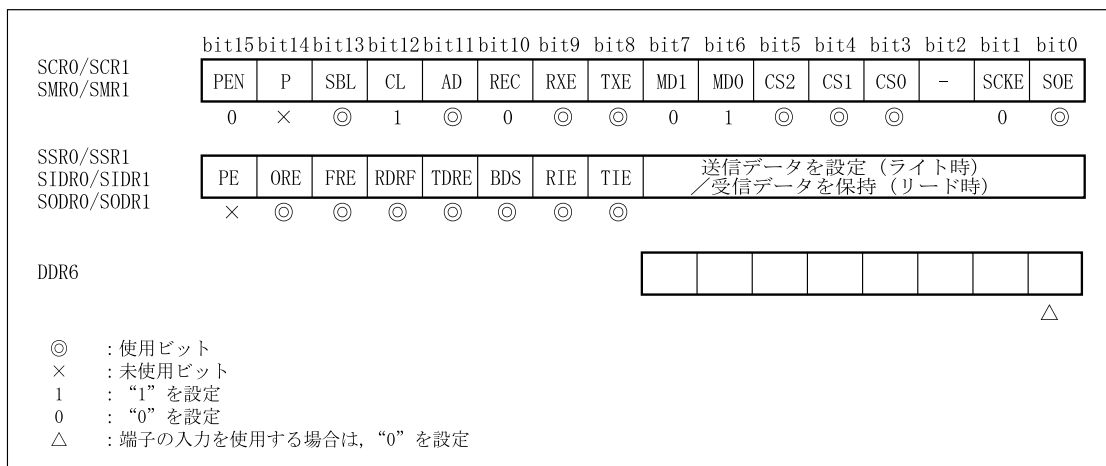 bit15 bit14 bit13 bit12 bit11 bit10 bit9 bit8 bit7 bit6 bit5 bit4 bit3 bit2 bit1 bit0
SCR0/SCR1
SMR0/SMR1
PEN P SBL CL AD REC RXE TXE MD1 MD0 CS2 CS1 CS0 - SCKE SOE
0 × ◎ 1 ◎ 0 ◎ ◎ 0 1 ◎ ◎ ◎ 0 ◎
SSR0/SSR1
SIDR0/SIDR1
SODR0/SODR1
PE ORE FRE RDRF TDRE BDS RIE TIE
送信データを設定（ライト時）
／受信データを保持（リード時）
× ◎ ◎ ◎ ◎ ◎ ◎ ◎
DDR6
△
◎ ：使用ビット
× ：未使用ビット
1 ： “1”を設定
0 ： “0”を設定
△ ：端子の入力を使用する場合は，“0”を設定